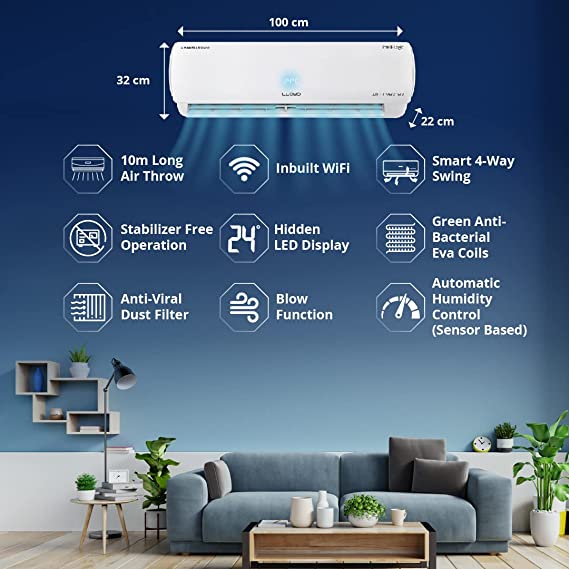 100 cm
32 cm
LLOYD
22 cm
10m Long
Air Throw
Inbuilt WiFi
Smart 4-Way
Swing
Stabilizer Free
Operation
24°
Hidden
LED Display
Green Anti-
Bacterial
Eva Coils
Anti-Viral
Dust Filter
Blow
Function
Automatic
Humidity
Control
(Sensor Based)